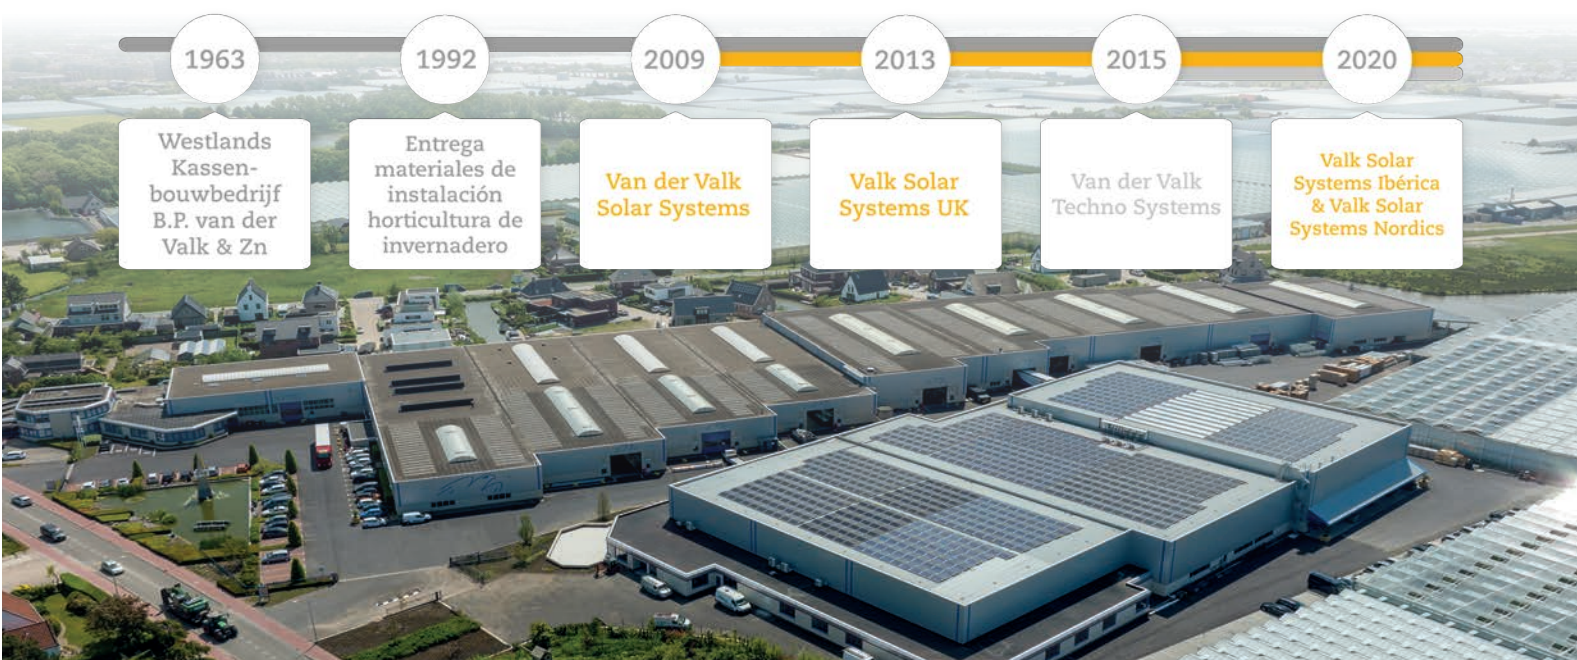 1963
1992
2009
2013
2015
2020
Westlands
Kassen-
bouwbedrijf
B.P. van der
Valk & Zn
Entrega
materiales de
instalación
horticultura de
invernadero
Van der Valk
Solar Systems
Valk Solar
Systems UK
Van der Valk
Techno Systems
Valk Solar
Systems Ibérica
& Valk Solar
Systems Nordics